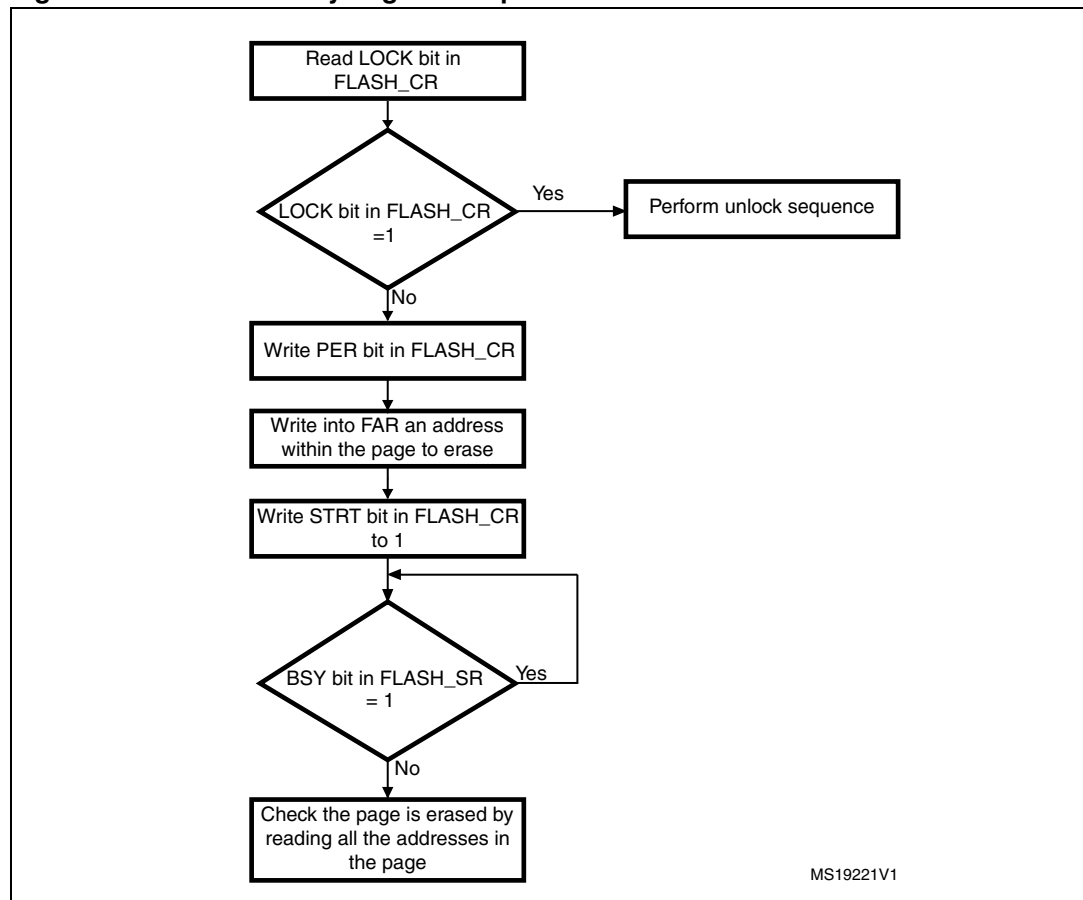 Read LOCK bit in
FLASH_CR
LOCK bit in FLASH_CR
=1
Yes
Perform unlock sequence
No
Write PER bit in FLASH_CR
Write into FAR an address
within the page to erase
Write STRT bit in FLASH_CR
to 1
BSY bit in FLASH_SR
= 1
Yes
No
Check the page is erased by
reading all the addresses in
the page
MS19221V1